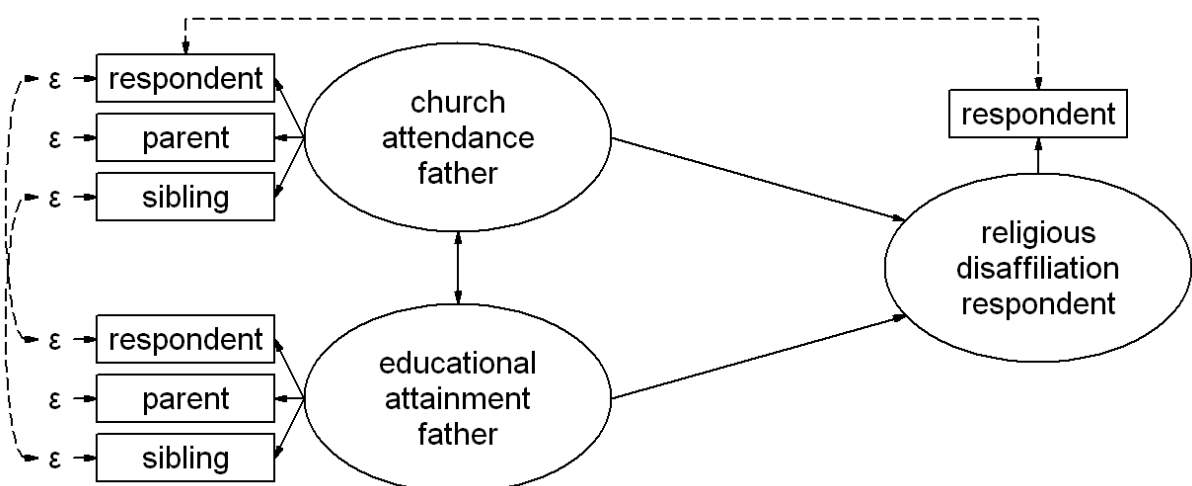 ε respondent
ε parent
ε sibling
church
attendance
father
respondent
religious
disaffiliation
respondent
ε respondent
ε parent
ε sibling
educational
attainment
father